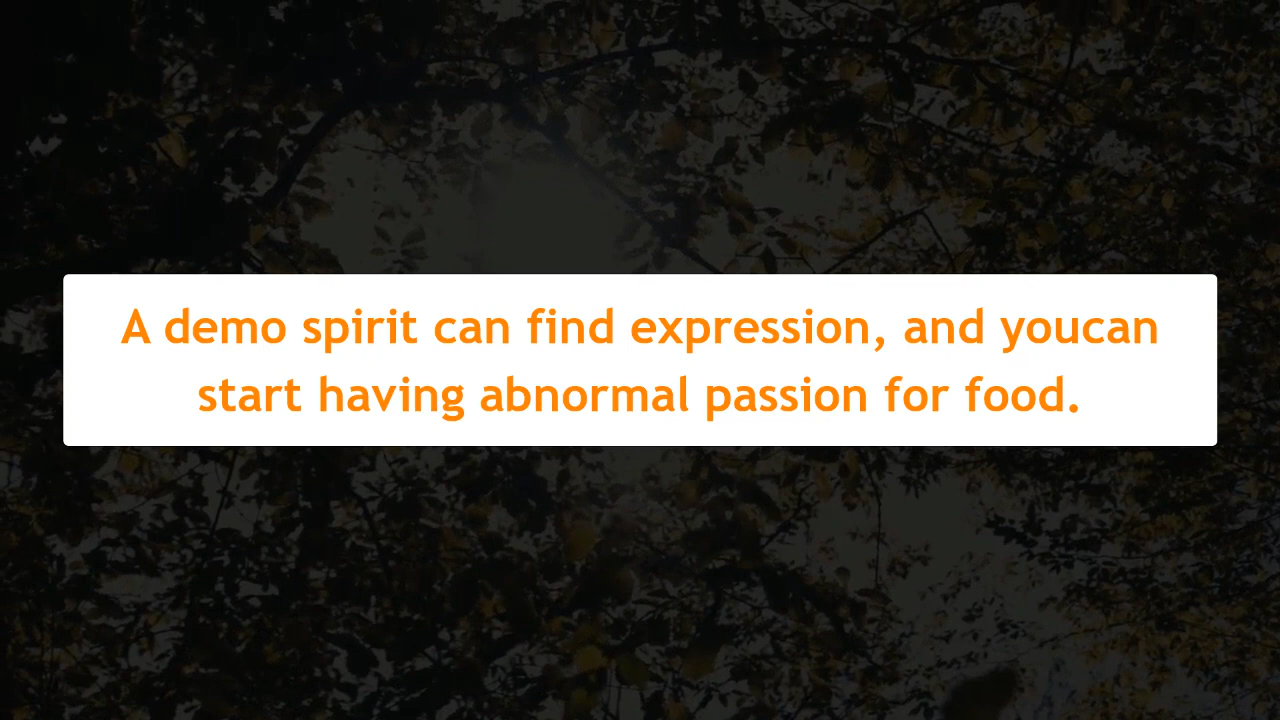 A demo spirit can find expression, and youcan
start having abnormal passion for food.